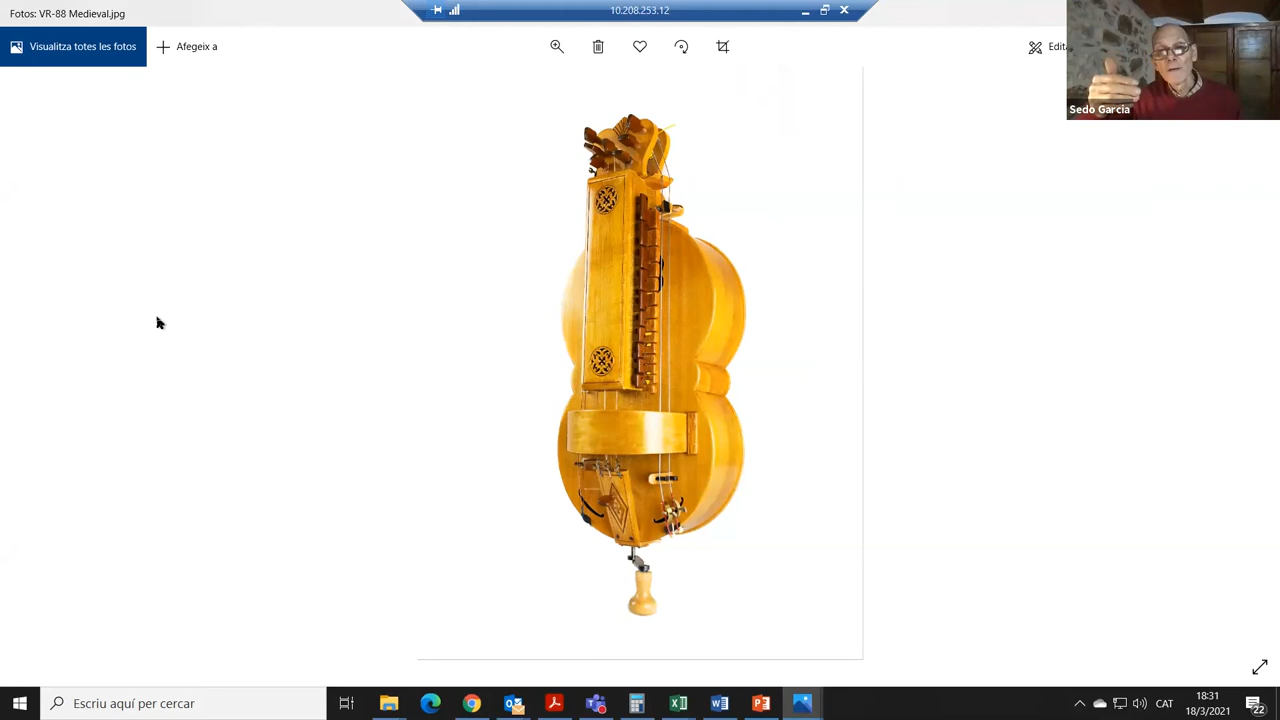 Fotos: VR-88 Medieval.jpg
10.208.253.12
Visualitza totes les fotos
Afegeix a
Sedo Garcia
Escriu aquí per cercar
CAT
18:31
18/3/2021
22